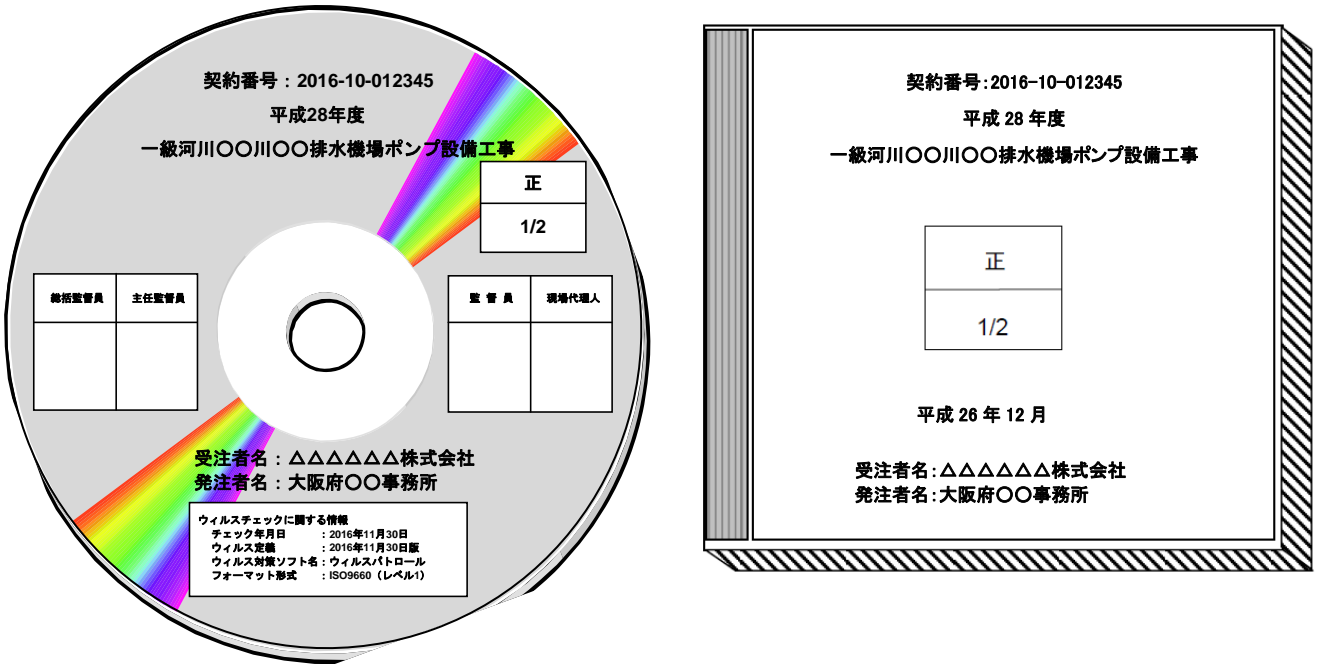 契約番号：2016-10-012345
平成28年度
一級河川〇〇川〇〇排水機場ポンプ設備工事
正
1/2
総括監督員 主任監督員
監督員 現場代理人
受注者名：△△△△△△株式会社
発注者名：大阪府〇〇事務所
ウィルスチェックに関する情報
チェック年月日 ：2016年11月30日
ウィルス定義 ：2016年11月30日版
ウィルス対策ソフト名：ウィルスパトロール
フォーマット形式 ：ISO9660（レベル1）
契約番号：2016-10-012345
平成 28 年度
一級河川〇〇川〇〇排水機場ポンプ設備工事
正
1/2
平成 26 年 12 月
受注者名：△△△△△△株式会社
発注者名：大阪府〇〇事務所